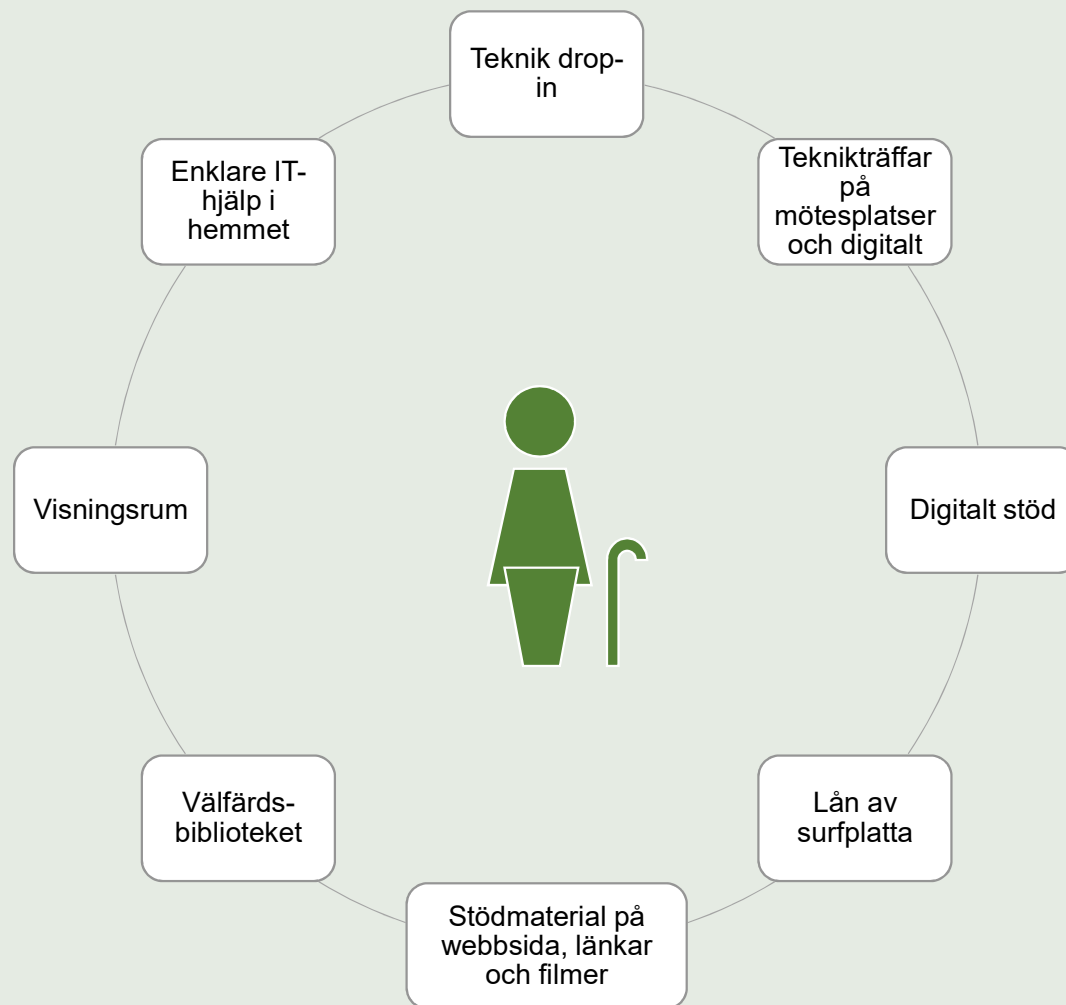 Teknik drop-
in
Teknikträffar
på
mötesplatser
och digitalt
Digitalt stöd
Lån av
surfplatta
Stödmaterial på
webbsida, länkar
och filmer
Välfärds-
biblioteket
Visningsrum
Enklare IT-
hjälp i
hemmet